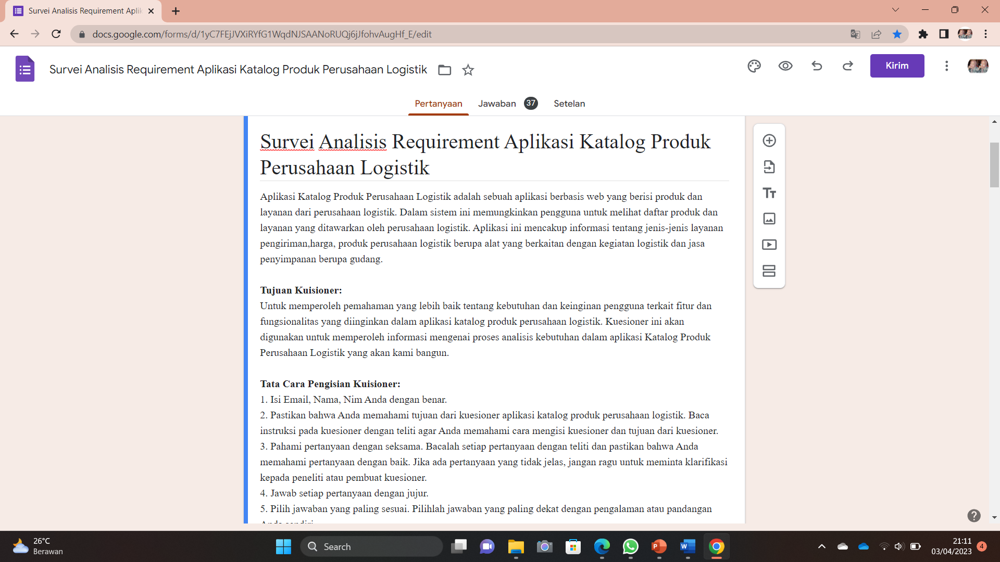 Survei Analisis Requirement Aplik
docs.google.com/forms/d/1yC7FEjJVXiRYfG1WqdNJSAANoRUQj6jJfohvAugHf_E/edit
Survei Analisis Requirement Aplikasi Katalog Produk Perusahaan Logistik
Kirim
Pertanyaan Jawaban 37 Setelan
Survei Analisis Requirement Aplikasi Katalog Produk
Perusahaan Logistik
Aplikasi Katalog Produk Perusahaan Logistik adalah sebuah aplikasi berbasis web yang berisi produk dan
layanan dari perusahaan logistik. Dalam sistem ini memungkinkan pengguna untuk melihat daftar produk dan
layanan yang ditawarkan oleh perusahaan logistik. Aplikasi ini mencakup informasi tentang jenis-jenis layanan
pengiriman,harga, produk perusahaan logistik berupa alat yang berkaitan dengan kegiatan logistik dan jasa
penyimpanan berupa gudang.
Tujuan Kuisioner:
Untuk memperoleh pemahaman yang lebih baik tentang kebutuhan dan keinginan pengguna terkait fitur dan
fungsionalitas yang diinginkan dalam aplikasi katalog produk perusahaan logistik. Kuesioner ini akan
digunakan untuk memperoleh informasi mengenai proses analisis kebutuhan dalam aplikasi Katalog Produk
Perusahaan Logistik yang akan kami bangun.
Tata Cara Pengisian Kuisioner:
1. Isi Email, Nama, Nim Anda dengan benar.
2. Pastikan bahwa Anda memahami tujuan dari kuesioner aplikasi katalog produk perusahaan logistik. Baca
instruksi pada kuesioner dengan teliti agar Anda memahami cara mengisi kuesioner dan tujuan dari kuesioner.
3. Pahami pertanyaan dengan seksama. Bacalah setiap pertanyaan dengan teliti dan pastikan bahwa Anda
memahami pertanyaan dengan baik. Jika ada pertanyaan yang tidak jelas, jangan ragu untuk meminta klarifikasi
kepada peneliti atau pembuat kuesioner.
4. Jawab setiap pertanyaan dengan jujur.
5. Pilih jawaban yang paling sesuai. Pilihlah jawaban yang paling dekat dengan pengalaman atau pandangan
Anda sendiri.
26°C
Berawan
Search
21:11
03/04/2023
4